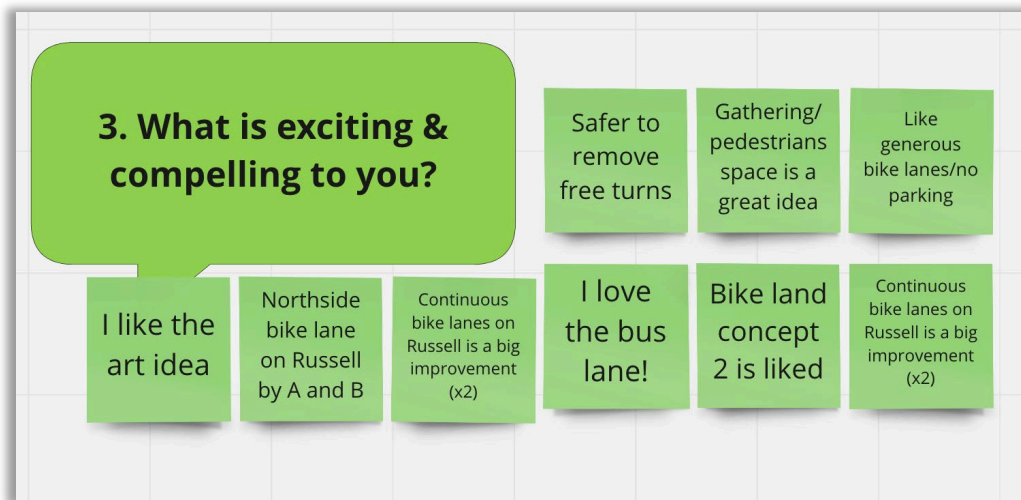 3. What is exciting &
compelling to you?
Safer to
remove
free turns
Gathering/
pedestrians
space is a
great idea
Like
generous
bike lanes/no
parking
I like the
art idea
Northside
bike lane
on Russell
by A and B
Continuous
bike lanes on
Russell is a big
improvement
(x2)
I love
the bus
lane!
Bike land
concept
2 is liked
Continuous
bike lanes on
Russell is a big
improvement
(x2)